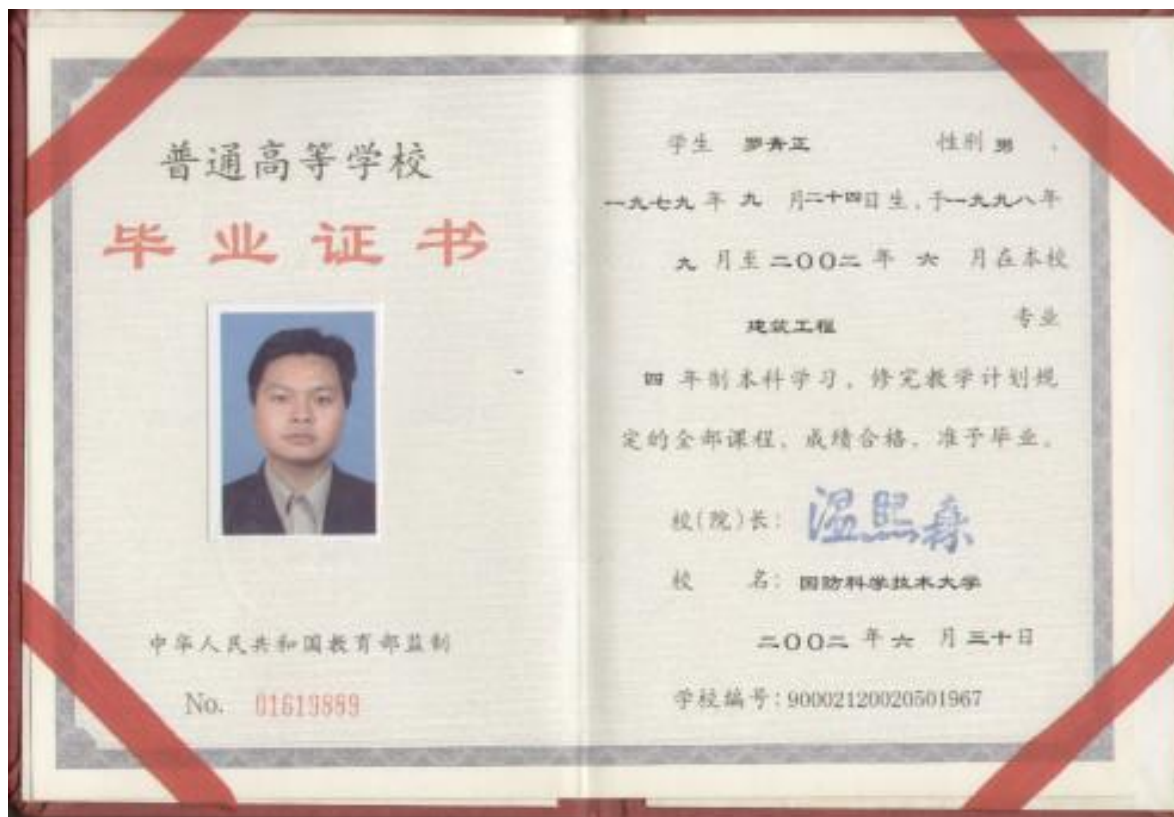 普通高等学校
毕业证书
中华人民共和国教育部监制
No. 01619889
学生 罗青正 性别 男 ,
一九七九 年 九 月二十四日生,于一九九八年
九 月至 二〇〇二 年 六 月在本校
建筑工程 专业
四 年制本科学习,修完教学计划规
定的全部课程,成绩合格,准予毕业。
校(院)长: 温熙森
校 名: 国防科学技术大学
二〇〇二 年 六 月 三十日
学校编号:90002120020501967